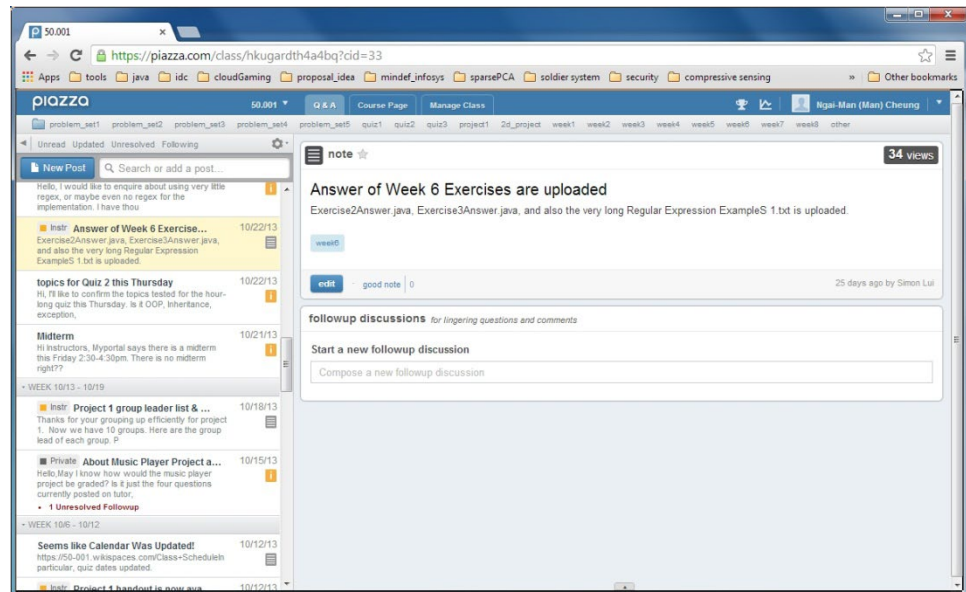 50.001
https://piazza.com/class/hkugardth4a4bq?cid=33
Apps tools java idc cloudGaming proposal_idea mindef_infosys sparsePCA soldier system security compressive sensing » Other bookmarks
piazza 50.001 Q & A Course Page Manage Class Ngai-Man (Man) Cheung
problem_set1 problem_set2 problem_set3 problem_set4 problem_set5 quiz1 quiz2 quiz3 project1 2d_project week1 week2 week3 week4 week5 week6 week7 week8 other
Unread Updated Unresolved Following
New Post Search or add a post...
Hello, I would like to enquire about using very little
regex, or maybe even no regex for the
implementation. I have thou
Instr Answer of Week 6 Exercise... 10/22/13
Exercise2Answer.java, Exercise3Answer.java,
and also the very long Regular Expression
ExampleS 1.txt is uploaded.
topics for Quiz 2 this Thursday 10/22/13
Hi, I'll like to confirm the topics tested for the hour-
long quiz this Thursday. Is it OOP, Inheritance,
exception,
Midterm 10/21/13
Hi Instructors, Myportal says there is a midterm
this Friday 2:30-4:30pm. There is no midterm
right??
WEEK 10/13 - 10/19
Instr Project 1 group leader list & ... 10/18/13
Thanks for your grouping up efficiently for project
1. Now we have 10 groups. Here are the group
lead of each group. P
Private About Music Player Project a... 10/15/13
Hello,May I know how would the music player
project be graded? Is it just the four questions
currently posted on tutor,
• 1 Unresolved Followup
WEEK 10/6 - 10/12
Seems like Calendar Was Updated! 10/12/13
https://50-001.wikispaces.com/Class+ScheduleIn
particular, quiz dates updated.
Instr Project 1 handout is now ava... 10/12/13
note 34 views
Answer of Week 6 Exercises are uploaded
Exercise2Answer.java, Exercise3Answer.java, and also the very long Regular Expression ExampleS 1.txt is uploaded.
week6
edit · good note 0 25 days ago by Simon Lui
followup discussions for lingering questions and comments
Start a new followup discussion
Compose a new followup discussion